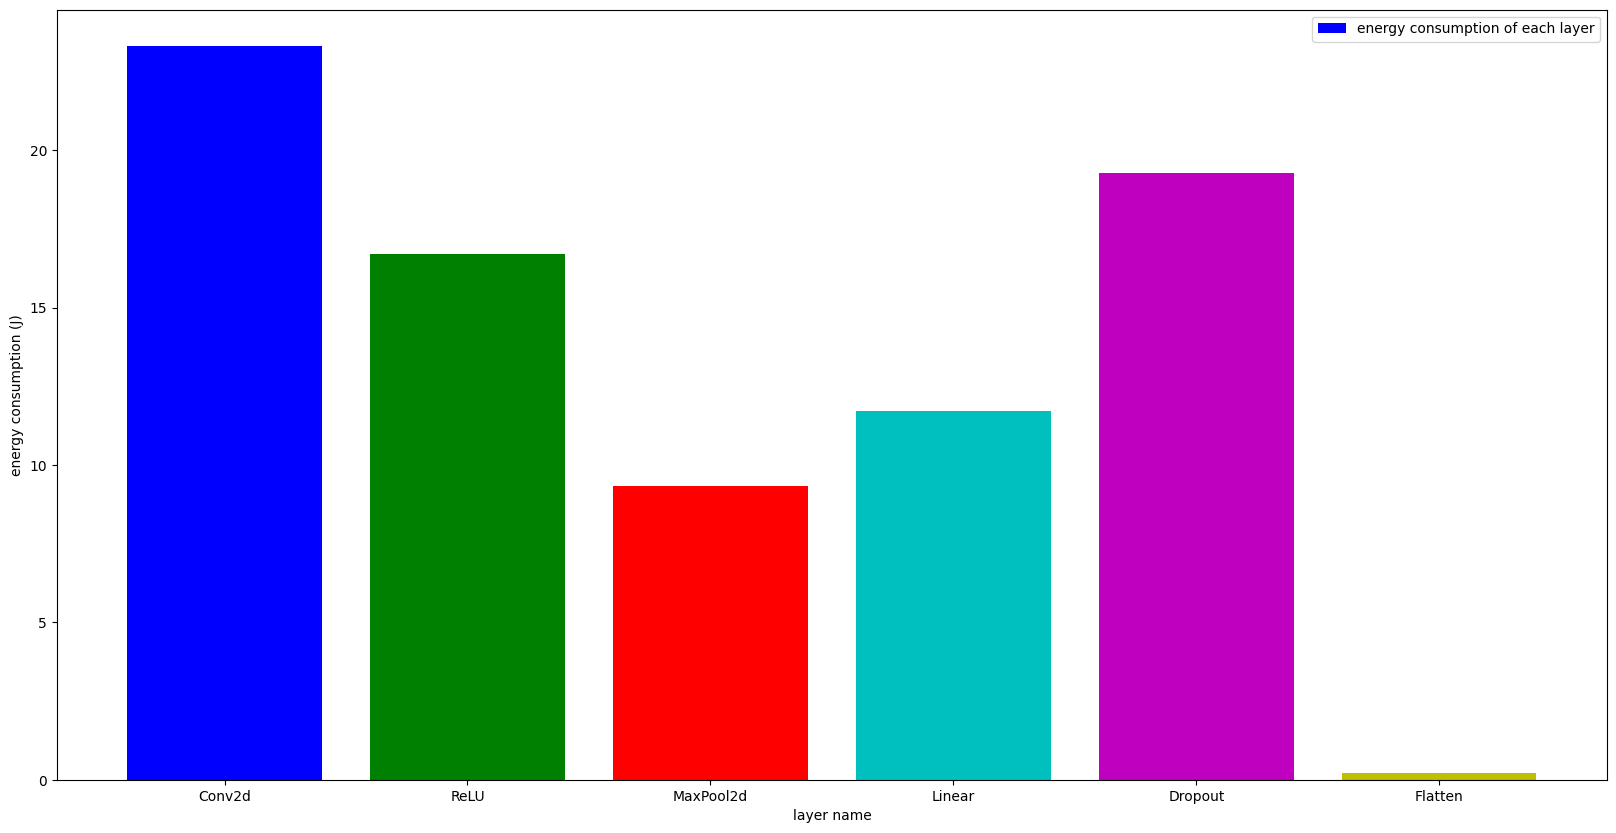 energy consumption of each layer
energy consumption (J)
20
15
10
5
0
Conv2d ReLU MaxPool2d Linear Dropout Flatten
layer name